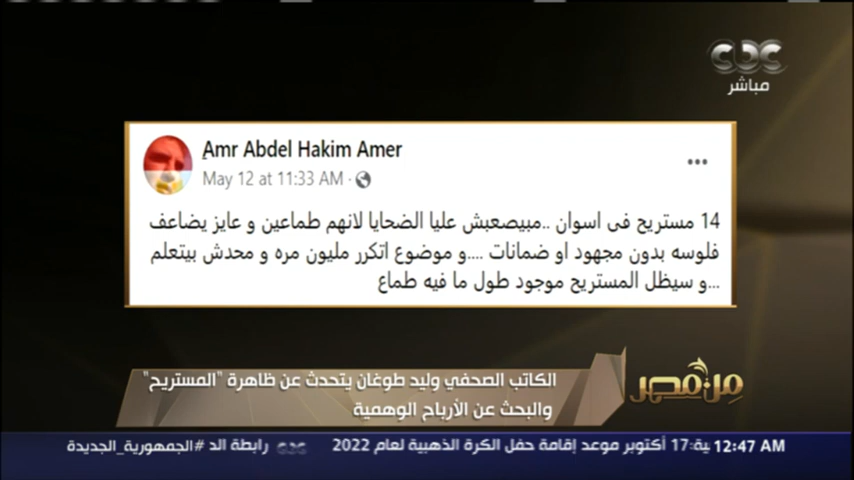 cbc
مباشر
Amr Abdel Hakim Amer
May 12 at 11:33 AM
14 مستريح فى اسوان ..مبيصعبش عليا الضحايا لانهم طماعين و عايز يضاعف
فلوسه بدون مجهود او ضمانات ....و موضوع اتكرر مليون مره و محدش بيتعلم
...و سيظل المستريح موجود طول ما فيه طماع
الكاتب الصحفي وليد طوغان يتحدث عن ظاهرة "المستريح"
والبحث عن الأرباح الوهمية
من مصر
12:47 AM ية: 17 أكتوبر موعد إقامة حفل الكرة الذهبية لعام 2022 cbc رابطة الد #الجمهورية_الجديدة